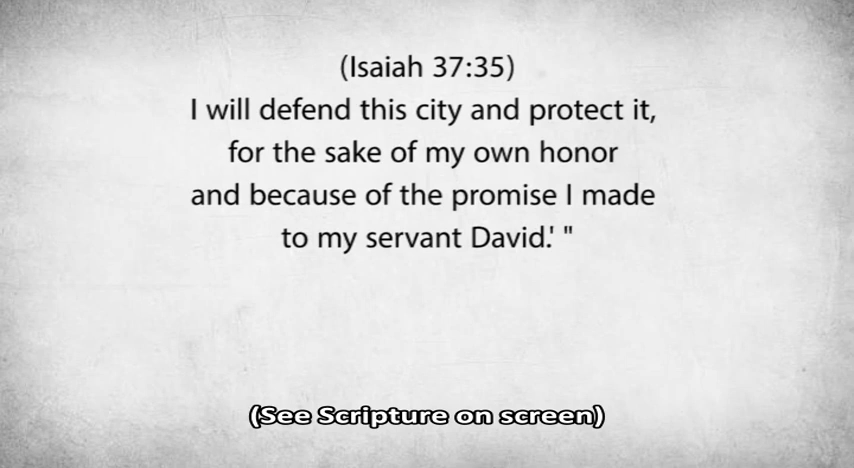 (Isaiah 37:35)
I will defend this city and protect it,
for the sake of my own honor
and because of the promise I made
to my servant David.' "
(See Scripture on screen)